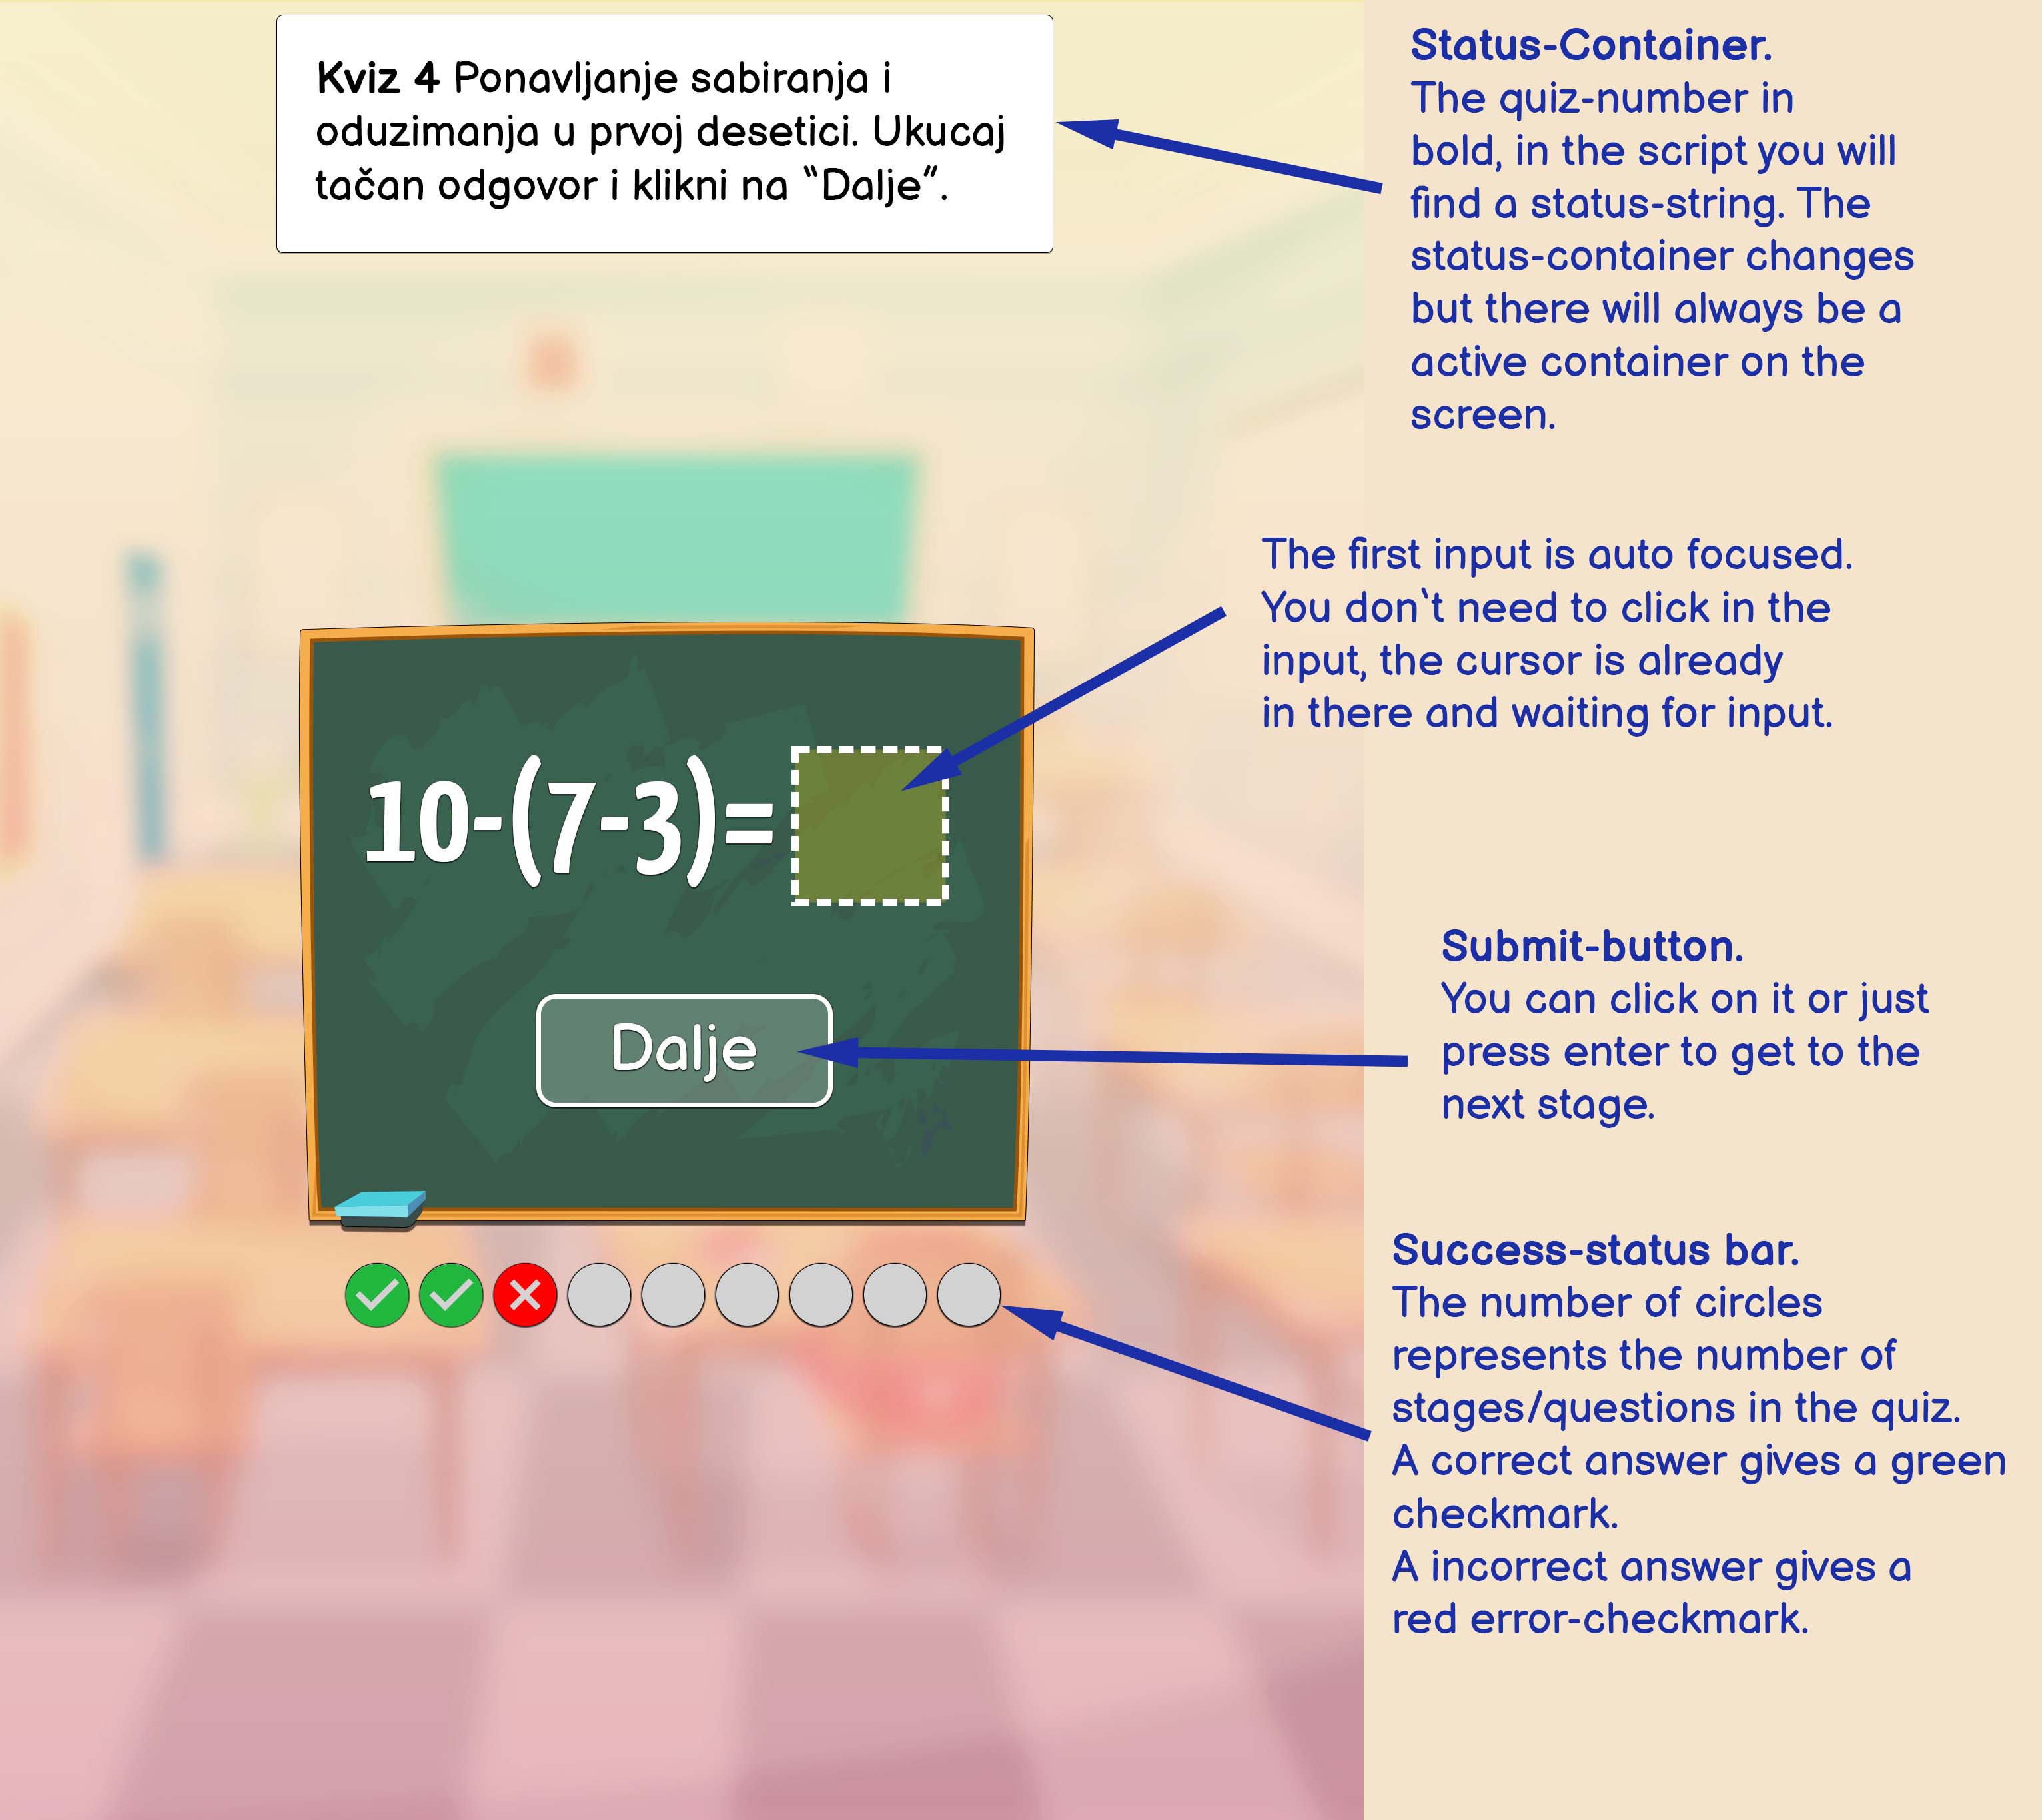 Kviz 4 Ponavljanje sabiranja i
oduzimanja u prvoj desetici. Ukucaj
tačan odgovor i klikni na “Dalje”.
Status-Container.
The quiz-number in
bold, in the script you will
find a status-string. The
status-container changes
but there will always be a
active container on the
screen.
The first input is auto focused.
You don`t need to click in the
input, the cursor is already
in there and waiting for input.
10-(7-3)=
Dalje
Submit-button.
You can click on it or just
press enter to get to the
next stage.
Success-status bar.
The number of circles
represents the number of
stages/questions in the quiz.
A correct answer gives a green
checkmark.
A incorrect answer gives a
red error-checkmark.